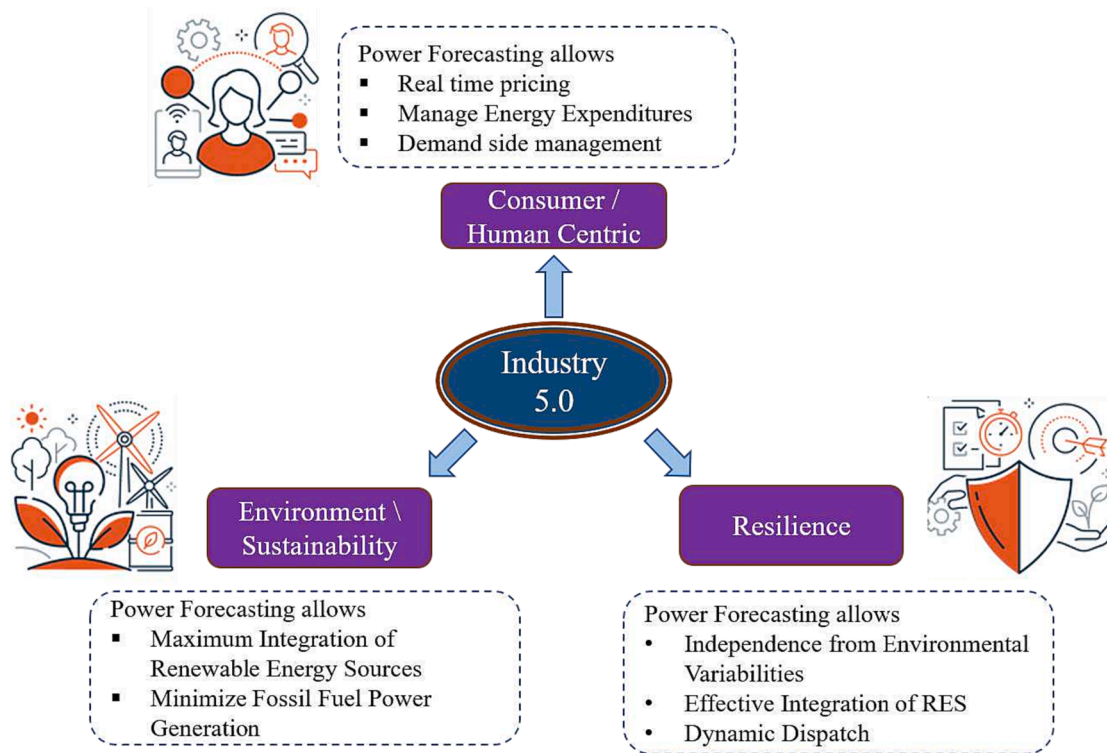 Power Forecasting allows
▪ Real time pricing
▪ Manage Energy Expenditures
▪ Demand side management
Consumer /
Human Centric
Industry
5.0
Environment \
Sustainability
Resilience
Power Forecasting allows
▪ Maximum Integration of
Renewable Energy Sources
▪ Minimize Fossil Fuel Power
Generation
Power Forecasting allows
• Independence from Environmental
Variabilities
• Effective Integration of RES
• Dynamic Dispatch